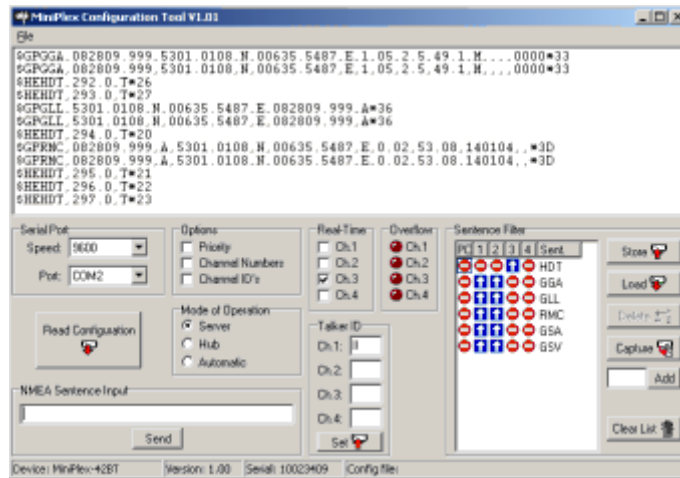 MiniPlex Configuration Tool V1.01
File
$GPGGA,082809.999,5301.0108,N,00635.5487,E,1,05,2.5,49.1,M,,,,0000*33
$GPGGA,082809.999,5301.0108,N,00635.5487,E,1,05,2.5,49.1,M,,,,0000*33
$HEHDT,292.0,T*26
$HEHDT,293.0,T*27
$GPGLL,5301.0108,N,00635.5487,E,082809.999,A*36
$GPGLL,5301.0108,N,00635.5487,E,082809.999,A*36
$HEHDT,294.0,T*20
$GPRMC,082809.999,A,5301.0108,N,00635.5487,E,0.02,53.08,140104,,*3D
$GPRMC,082809.999,A,5301.0108,N,00635.5487,E,0.02,53.08,140104,,*3D
$HEHDT,295.0,T*21
$HEHDT,296.0,T*22
$HEHDT,297.0,T*23
Serial Port
Speed: 9600
Port: COM2
Options
Priority
Channel Numbers
Channel ID's
Real-Time
Ch.1
Ch.2
Ch.3
Ch.4
Overflow
Ch.1
Ch.2
Ch.3
Ch.4
Sentence Filter
PC 1 2 3 4 Sent.
HDT
GGA
GLL
RMC
GSA
GSV
Store
Load
Delete
Capture
Add
Clear List
Read Configuration
Mode of Operation
Server
Hub
Automatic
Talker ID
Ch.1: II
Ch.2:
Ch.3:
Ch.4:
Set
NMEA Sentence Input
Send
Device: MiniPlex-42BT
Version: 1.00
Serial: 10023409
Config file: